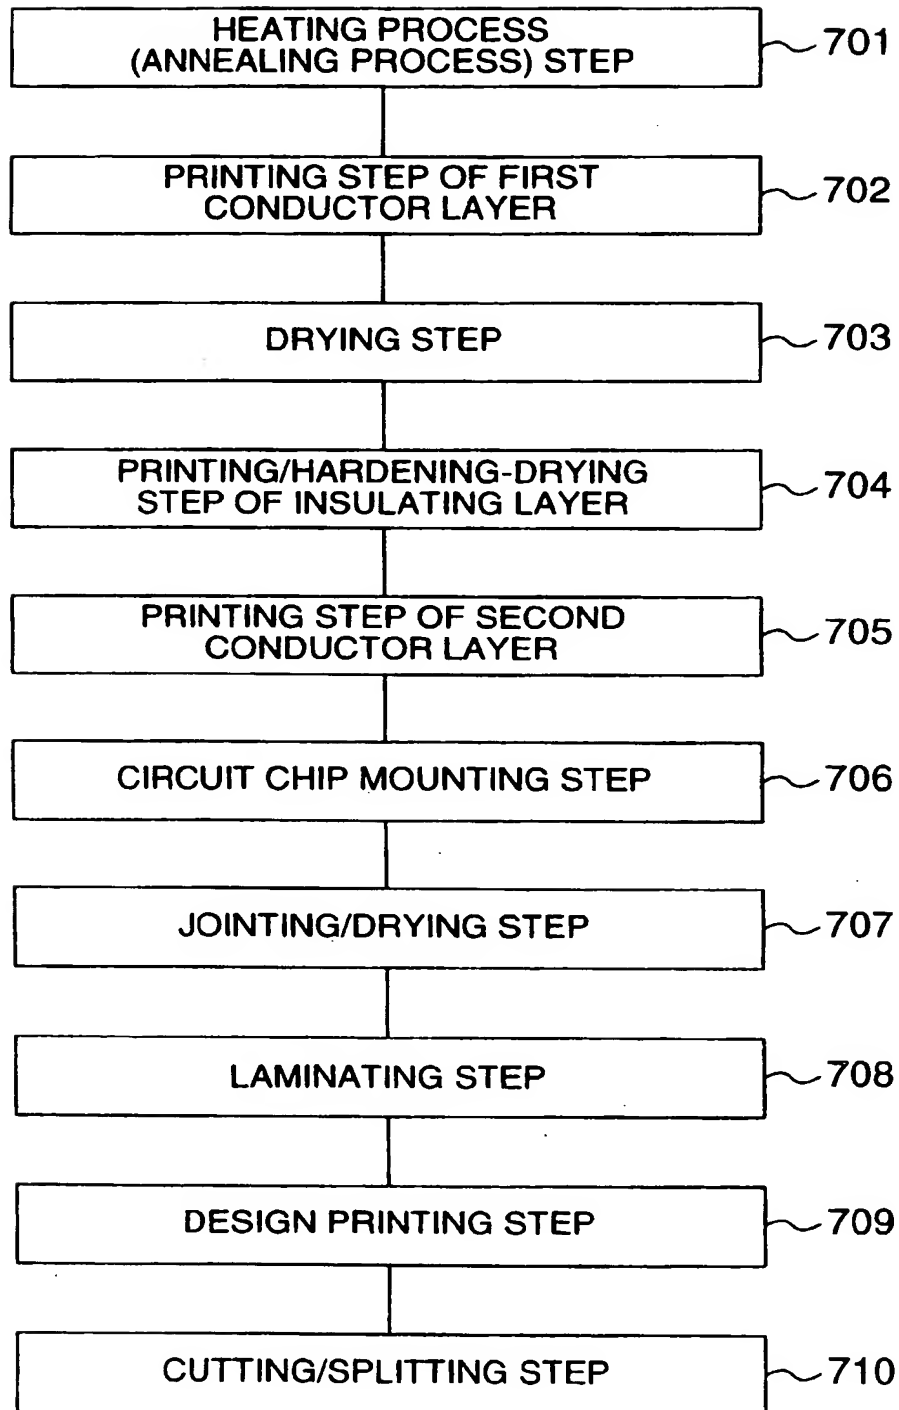 HEATING PROCESS
(ANNEALING PROCESS) STEP
701
PRINTING STEP OF FIRST
CONDUCTOR LAYER
702
DRYING STEP
703
PRINTING/HARDENING-DRYING
STEP OF INSULATING LAYER
704
PRINTING STEP OF SECOND
CONDUCTOR LAYER
705
CIRCUIT CHIP MOUNTING STEP
706
JOINTING/DRYING STEP
707
LAMINATING STEP
708
DESIGN PRINTING STEP
709
CUTTING/SPLITTING STEP
710